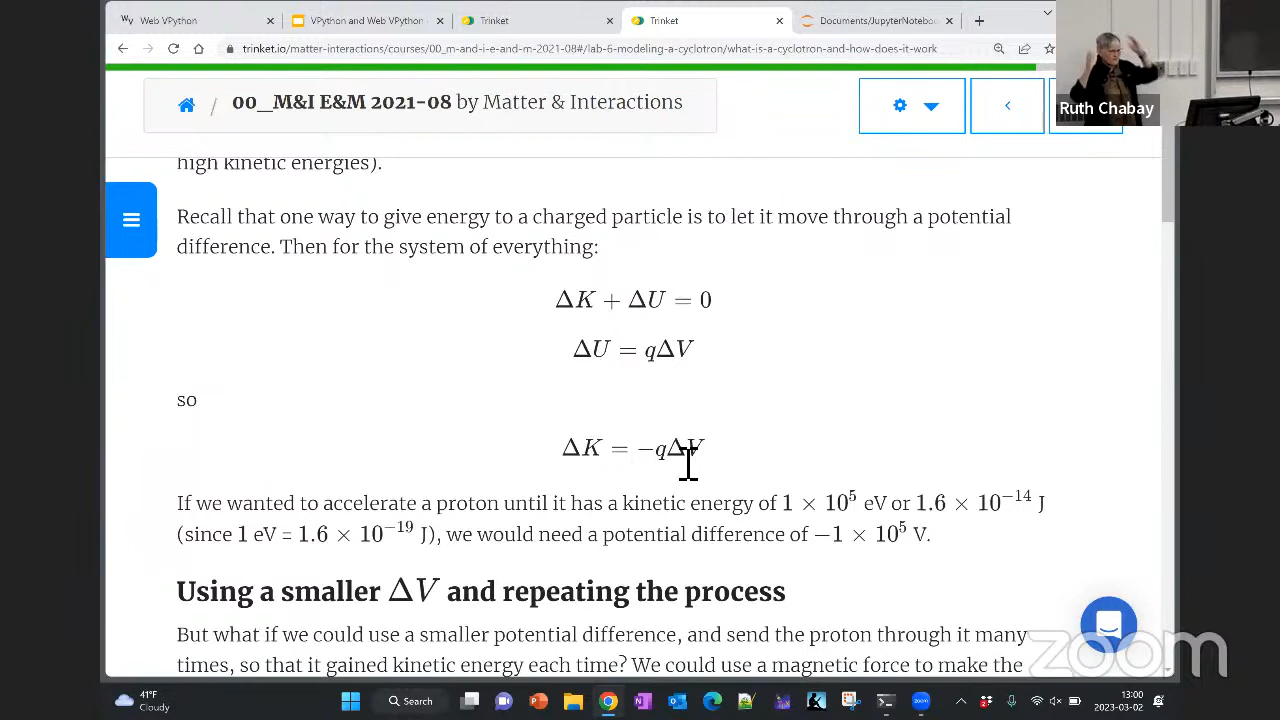 Web VPython
VPython and Web VPython
Trinket
Trinket
Documents/JupyterNotebo
trinket.io/matter-interactions/courses/00_m-and-i-e-and-m-2021-08#/lab-6-modeling-a-cyclotron/what-is-a-cyclotron-and-how-does-it-work
/ 00_M&I E&M 2021-08 by Matter & Interactions
Ruth Chabay
high kinetic energies).
Recall that one way to give energy to a charged particle is to let it move through a potential
difference. Then for the system of everything:
ΔK + ΔU = 0
ΔU = qΔV
so
ΔK = −qΔV
If we wanted to accelerate a proton until it has a kinetic energy of 1 × 10⁵ eV or 1.6 × 10⁻¹⁴ J
(since 1 eV = 1.6 × 10⁻¹⁹ J), we would need a potential difference of −1 × 10⁵ V.
Using a smaller ΔV and repeating the process
But what if we could use a smaller potential difference, and send the proton through it many
times, so that it gained kinetic energy each time? We could use a magnetic force to make the
zoom
41°F
Cloudy
Search
13:00
2023-03-02